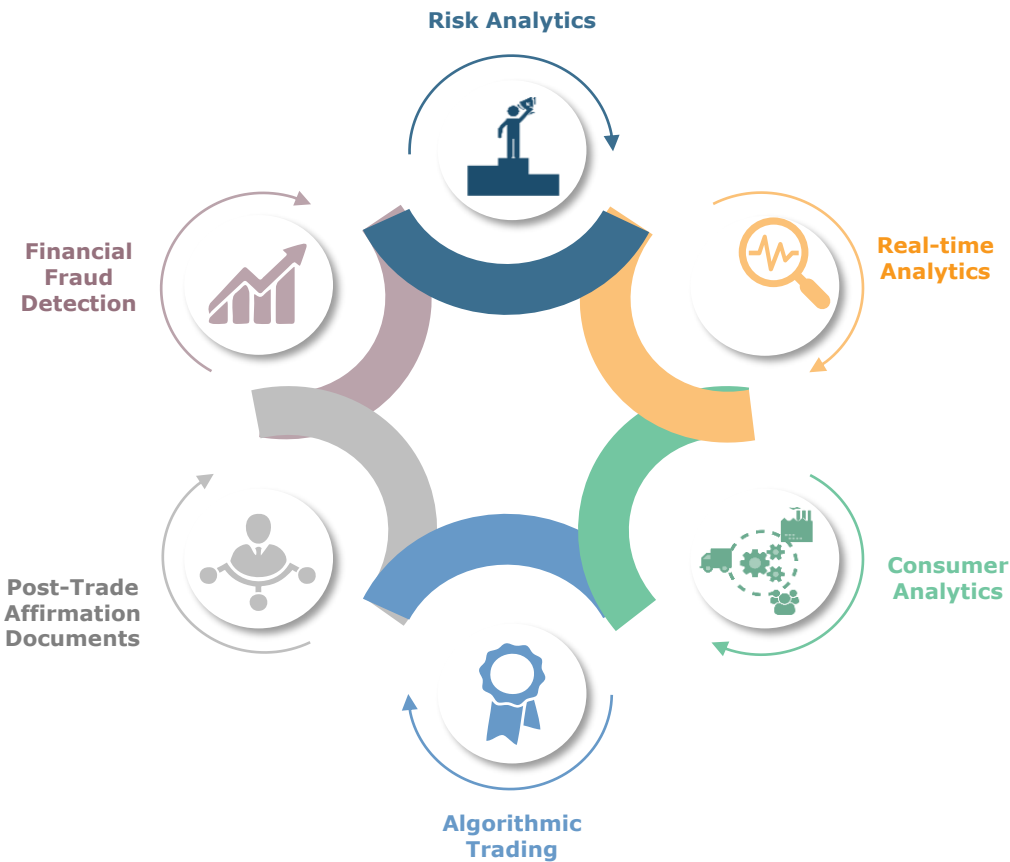 Risk Analytics
Real-time
Analytics
Consumer
Analytics
Algorithmic
Trading
Post-Trade
Affirmation
Documents
Financial
Fraud
Detection